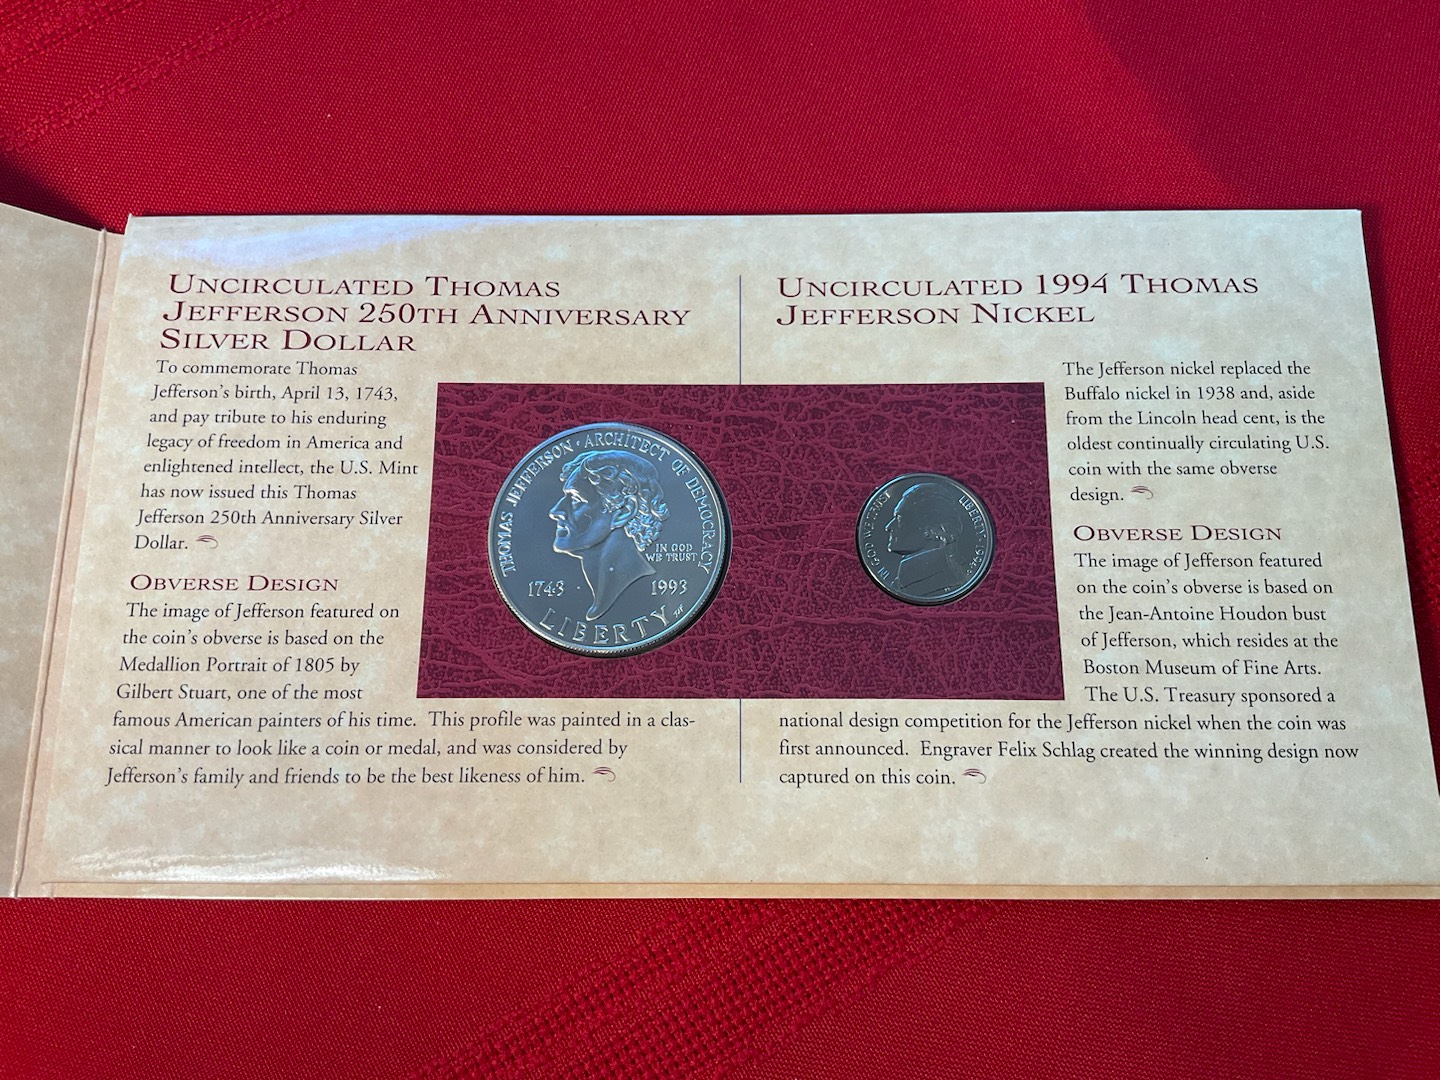 UNCIRCULATED THOMAS
JEFFERSON 250TH ANNIVERSARY
SILVER DOLLAR
To commemorate Thomas
Jefferson's birth, April 13, 1743,
and pay tribute to his enduring
legacy of freedom in America and
enlightened intellect, the U.S. Mint
has now issued this Thomas
Jefferson 250th Anniversary Silver
Dollar.
OBVERSE DESIGN
The image of Jefferson featured on
the coin's obverse is based on the
Medallion Portrait of 1805 by
Gilbert Stuart, one of the most
famous American painters of his time. This profile was painted in a clas-
sical manner to look like a coin or medal, and was considered by
Jefferson's family and friends to be the best likeness of him.
THOMAS JEFFERSON · ARCHITECT OF DEMOCRACY
IN GOD
WE TRUST
1743 · 1993
LIBERTY
UNCIRCULATED 1994 THOMAS
JEFFERSON NICKEL
IN GOD WE TRUST
LIBERTY · 1994
The Jefferson nickel replaced the
Buffalo nickel in 1938 and, aside
from the Lincoln head cent, is the
oldest continually circulating U.S.
coin with the same obverse
design.
OBVERSE DESIGN
The image of Jefferson featured
on the coin's obverse is based on
the Jean-Antoine Houdon bust
of Jefferson, which resides at the
Boston Museum of Fine Arts.
The U.S. Treasury sponsored a
national design competition for the Jefferson nickel when the coin was
first announced. Engraver Felix Schlag created the winning design now
captured on this coin.